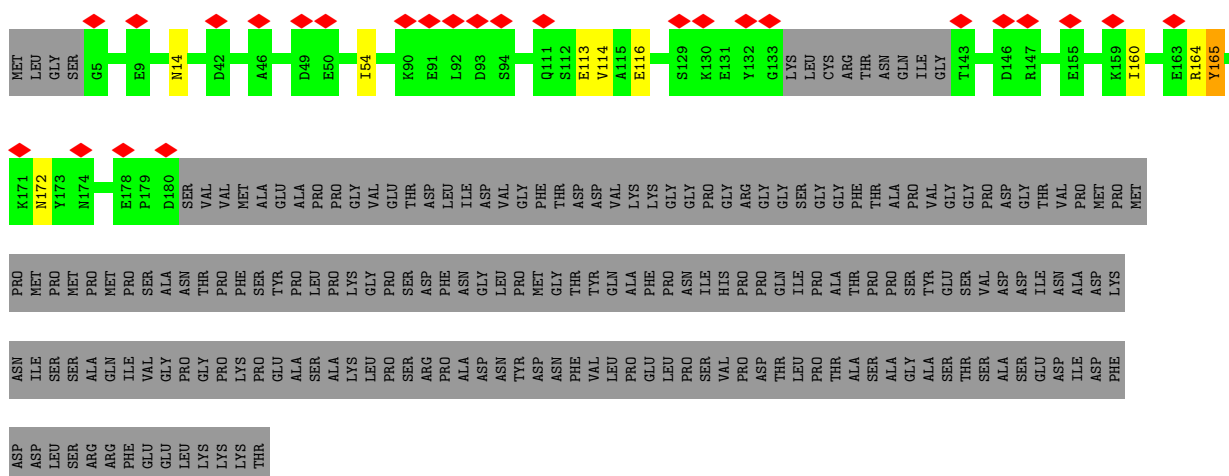 MET LEU GLY SER G5 E9 N14 D42 A46 D49 E50 I54 K90 E91 L92 D93 S94 Q111 S112 E113 V114 A115 E116 S129 K130 E131 Y132 G133 LYS LEU CYS ARG THR ASN GLN ILE GLY T143 D146 R147 E155 K159 I160 E163 R164 Y165
K171 N172 Y173 N174 E178 P179 D180 SER VAL VAL MET ALA GLU ALA PRO PRO GLY VAL GLU THR ASP LEU ILE ASP VAL GLY PHE THR ASP ASP VAL LYS LYS GLY GLY PRO GLY ARG GLY GLY SER GLY GLY PHE THR ALA PRO VAL GLY GLY PRO ASP GLY THR VAL PRO MET PRO MET
PRO MET PRO MET PRO MET PRO SER ALA ASN THR PRO PHE SER TYR PRO LEU PRO LYS GLY PRO SER ASP PHE ASN GLY LEU PRO MET GLY THR TYR GLN ALA PHE PRO ASN ILE HIS PRO PRO GLN ILE PRO ALA THR PRO PRO SER TYR GLU SER VAL ASP ASP ILE ASN ALA ASP LYS
ASN ILE SER SER ALA GLN ILE VAL GLY PRO GLY PRO LYS PRO GLU ALA SER ALA LYS LEU PRO SER ARG PRO ALA ASP ASN TYR ASP ASN PHE VAL LEU PRO GLU LEU PRO SER VAL PRO ASP THR LEU PRO THR ALA SER ALA GLY ALA SER THR SER ALA SER GLU ASP ILE ASP PHE
ASP ASP LEU SER ARG ARG PHE GLU GLU LEU LYS LYS LYS THR